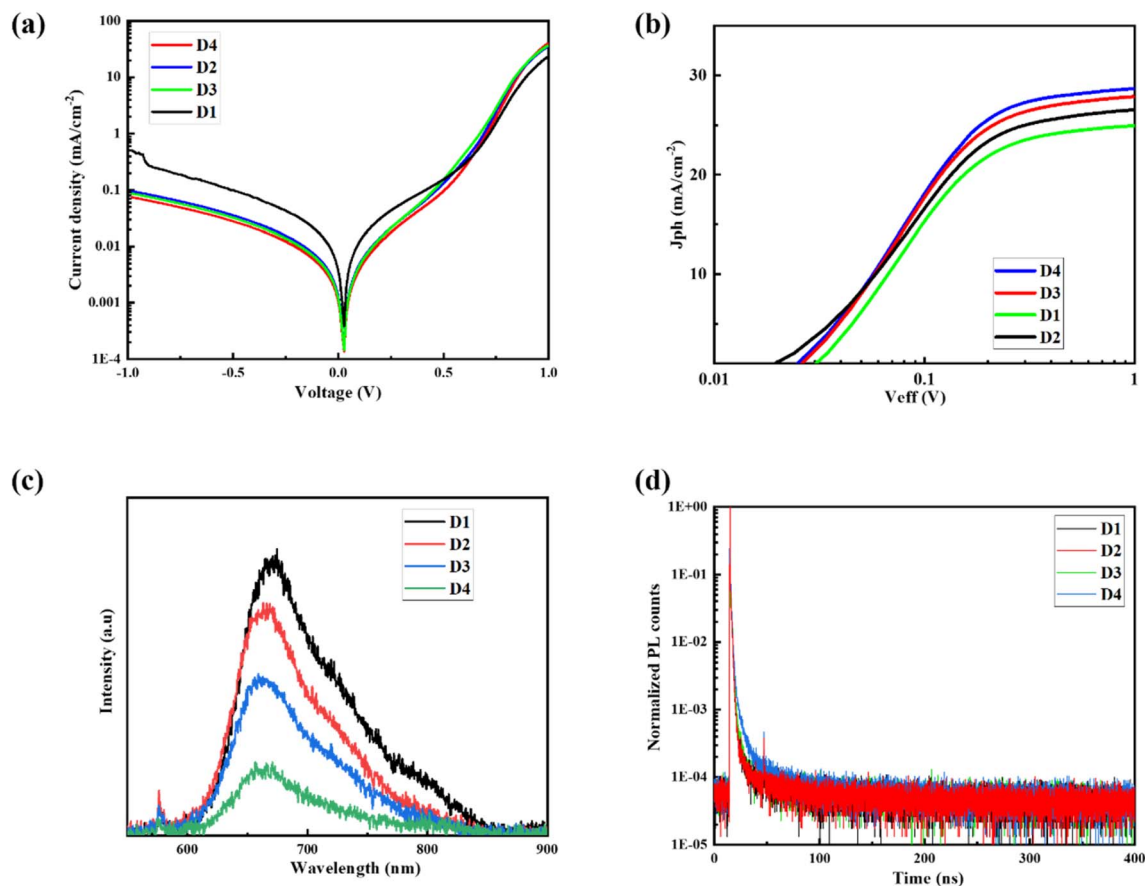 (a)
100
10
1
0.1
0.01
0.001
1E-4
Current density (mA/cm⁻²)
D4
D2
D3
D1
-1.0
-0.5
0.0
0.5
1.0
Voltage (V)
(b)
30
20
10
Jph (mA/cm⁻²)
D4
D3
D1
D2
0.01
0.1
1
Veff (V)
(c)
Intensity (a.u)
D1
D2
D3
D4
600
700
800
900
Wavelength (nm)
(d)
1E+00
1E-01
1E-02
1E-03
1E-04
1E-05
Normalized PL counts
D1
D2
D3
D4
0
100
200
300
400
Time (ns)